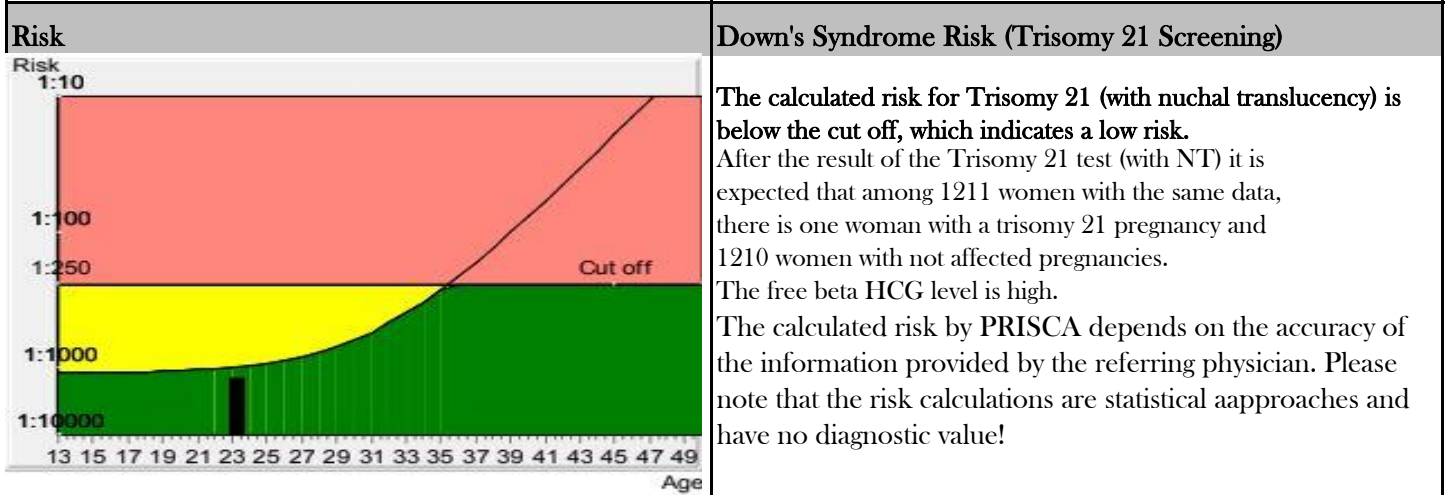 Risk
Down's Syndrome Risk (Trisomy 21 Screening)
Risk
1:10
1:100
1:250
Cut off
1:1000
1:10000
13 15 17 19 21 23 25 27 29 31 33 35 37 39 41 43 45 47 49
Age
The calculated risk for Trisomy 21 (with nuchal translucency) is
below the cut off, which indicates a low risk.
After the result of the Trisomy 21 test (with NT) it is
expected that among 1211 women with the same data,
there is one woman with a trisomy 21 pregnancy and
1210 women with not affected pregnancies.
The free beta HCG level is high.
The calculated risk by PRISCA depends on the accuracy of
the information provided by the referring physician. Please
note that the risk calculations are statistical aapproaches and
have no diagnostic value!